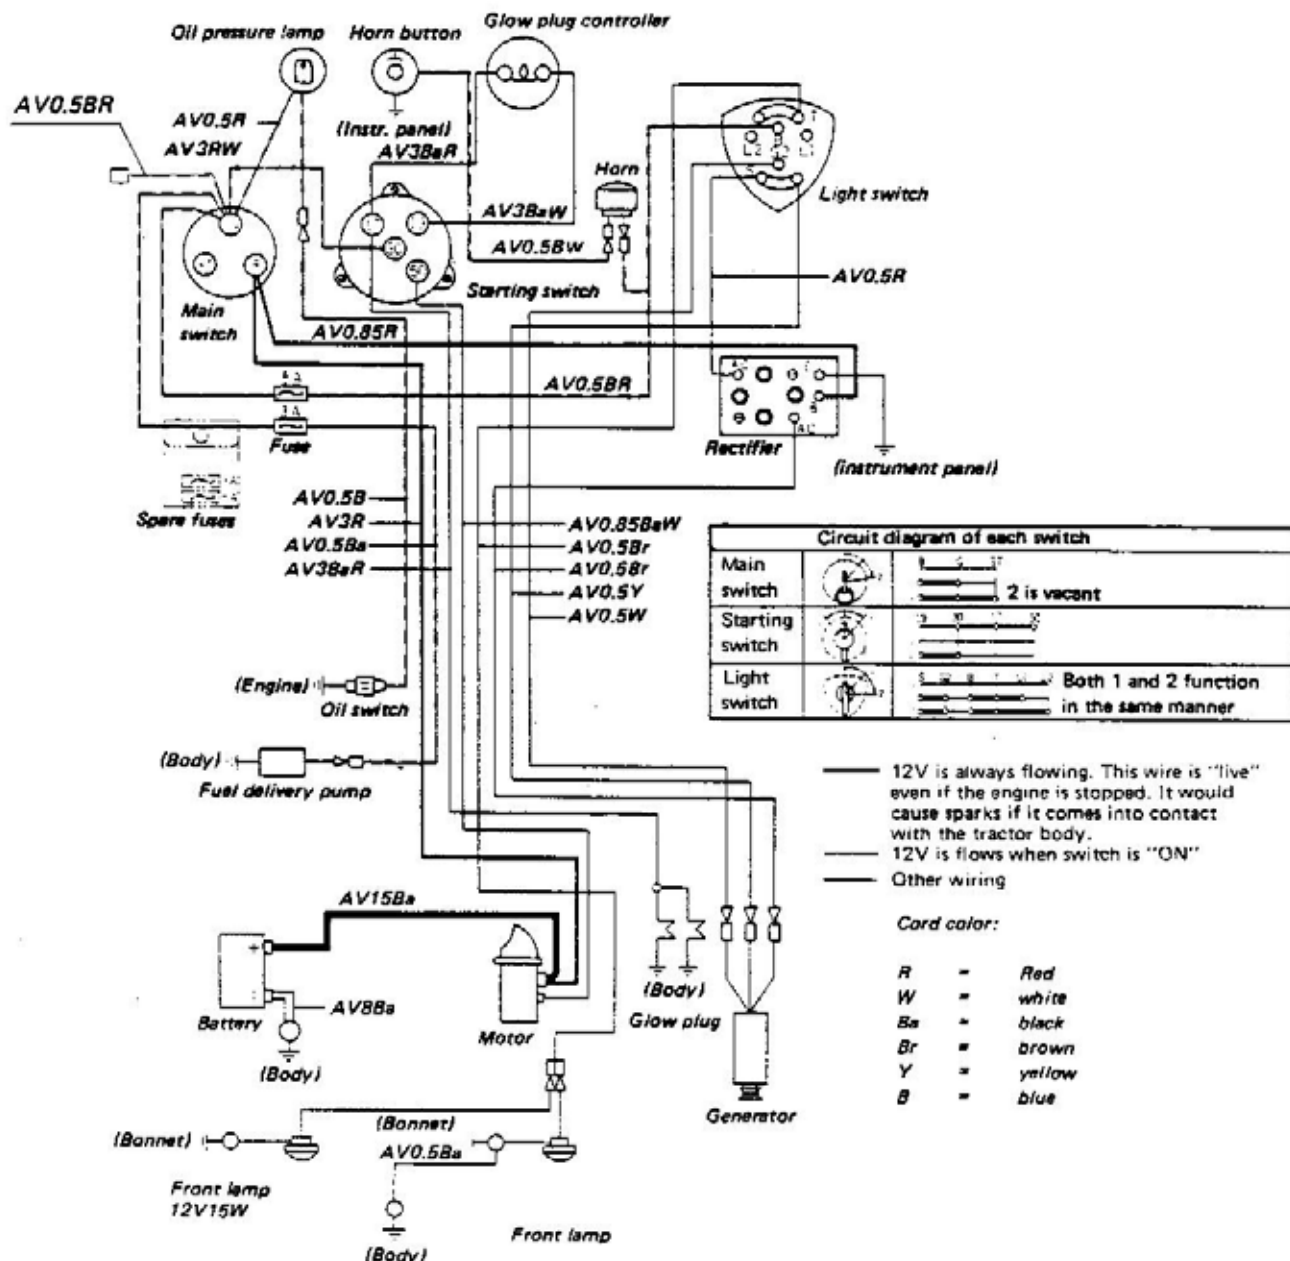 Oil pressure lamp
Horn button
Glow plug controller
AV0.5BR
AV0.5R
(Instr. panel)
AV3RW
AV3BaR
Horn
Light switch
AV3BaW
AV0.5BW
AV0.5R
Starting switch
Main
switch
AV0.85R
AV0.5BR
Fuse
Rectifier
(instrument panel)
Spare fuses
AV0.5B
AV3R
AV0.5Ba
AV3BaR
AV0.85BaW
AV0.5Br
AV0.5Br
AV0.5Y
AV0.5W
Circuit diagram of each switch
Main
switch
2 is vacant
Starting
switch
Light
switch
Both 1 and 2 function
in the same manner
(Engine)
Oil switch
(Body)
Fuel delivery pump
12V is always flowing. This wire is "live"
even if the engine is stopped. It would
cause sparks if it comes into contact
with the tractor body.
12V is flows when switch is "ON"
Other wiring
Cord color:
R = Red
W = white
Ba = black
Br = brown
Y = yellow
B = blue
AV15Ba
Battery
AV8Ba
(Body)
Motor
(Body)
Glow plug
Generator
(Bonnet)
(Bonnet)
AV0.5Ba
Front lamp
12V15W
Front lamp
(Body)